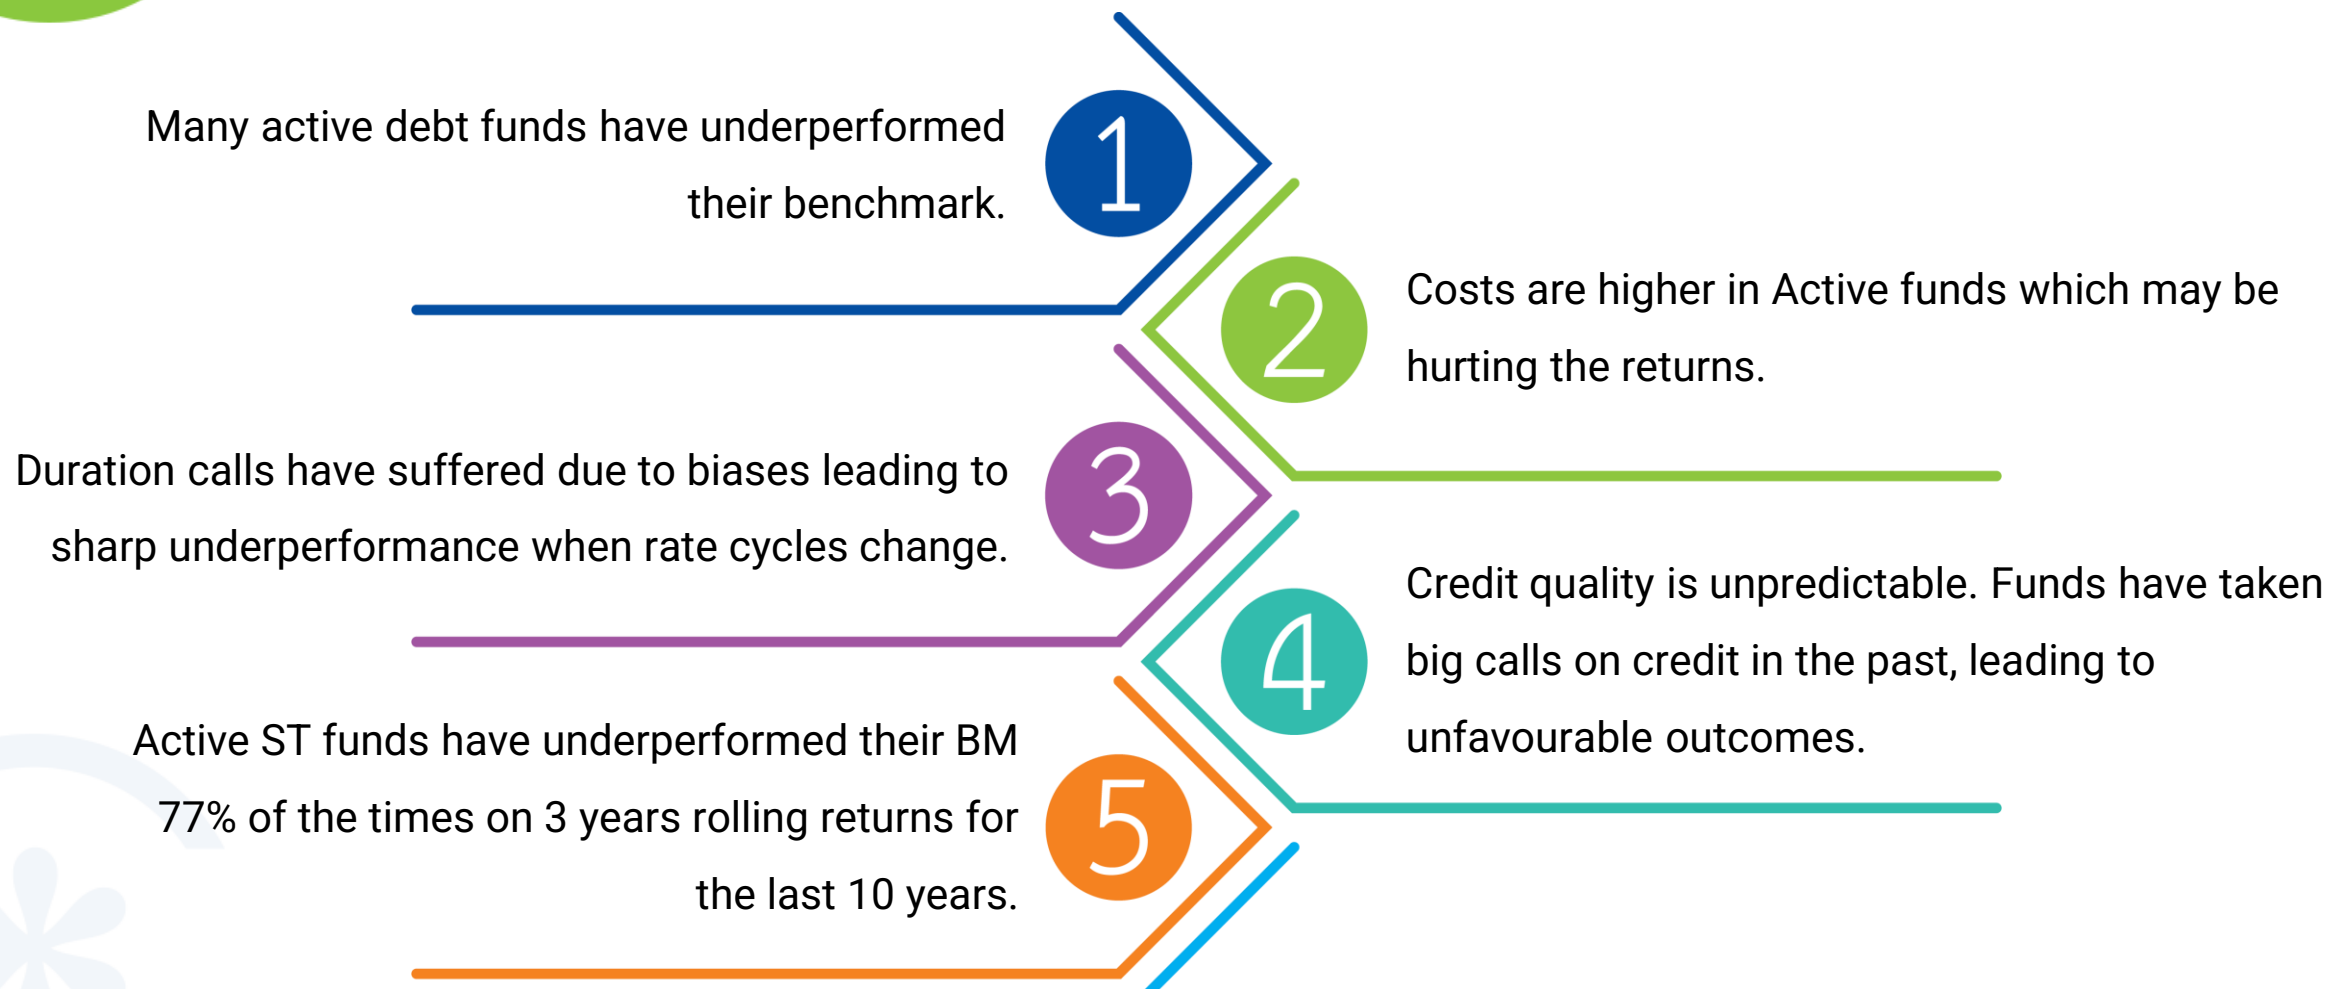 1
Many active debt funds have underperformed
their benchmark.
2
Costs are higher in Active funds which may be
hurting the returns.
3
Duration calls have suffered due to biases leading to
sharp underperformance when rate cycles change.
4
Credit quality is unpredictable. Funds have taken
big calls on credit in the past, leading to
unfavourable outcomes.
5
Active ST funds have underperformed their BM
77% of the times on 3 years rolling returns for
the last 10 years.